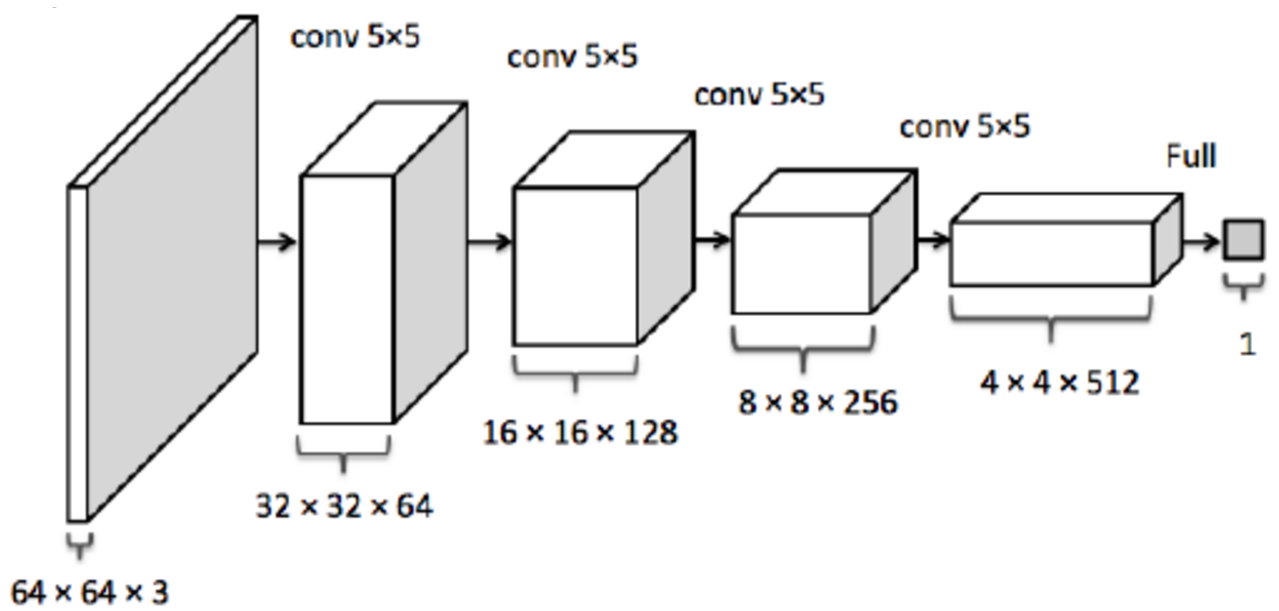 conv 5×5
conv 5×5
conv 5×5
conv 5×5
Full
1
4 × 4 × 512
8 × 8 × 256
16 × 16 × 128
32 × 32 × 64
64 × 64 × 3